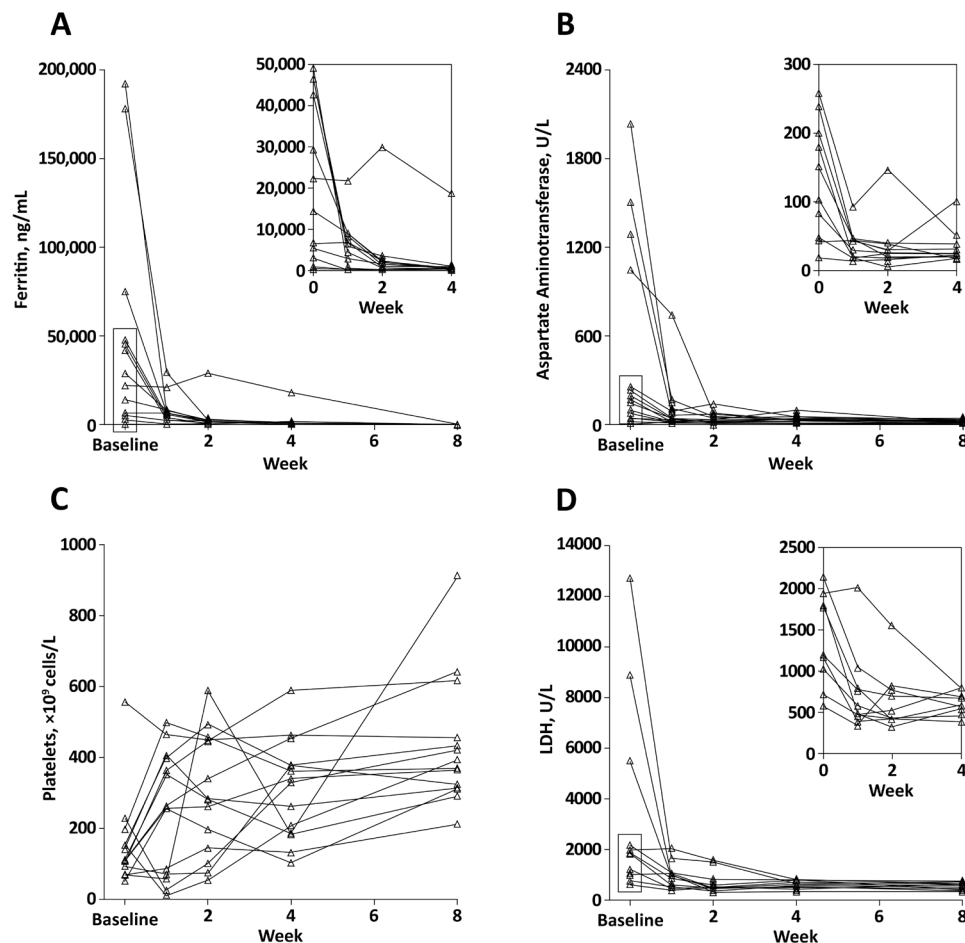 A
Ferritin, ng/mL
200,000
150,000
100,000
50,000
0
Baseline 2 4 6 8
Week
50,000
40,000
30,000
20,000
10,000
0
0 2 4
Week
B
Aspartate Aminotransferase, U/L
2400
1800
1200
600
0
Baseline 2 4 6 8
Week
300
200
100
0
0 2 4
Week
C
Platelets, ×10⁹ cells/L
1000
800
600
400
200
0
Baseline 2 4 6 8
Week
D
LDH, U/L
14000
12000
10000
8000
6000
4000
2000
0
Baseline 2 4 6 8
Week
2500
2000
1500
1000
500
0
0 2 4
Week